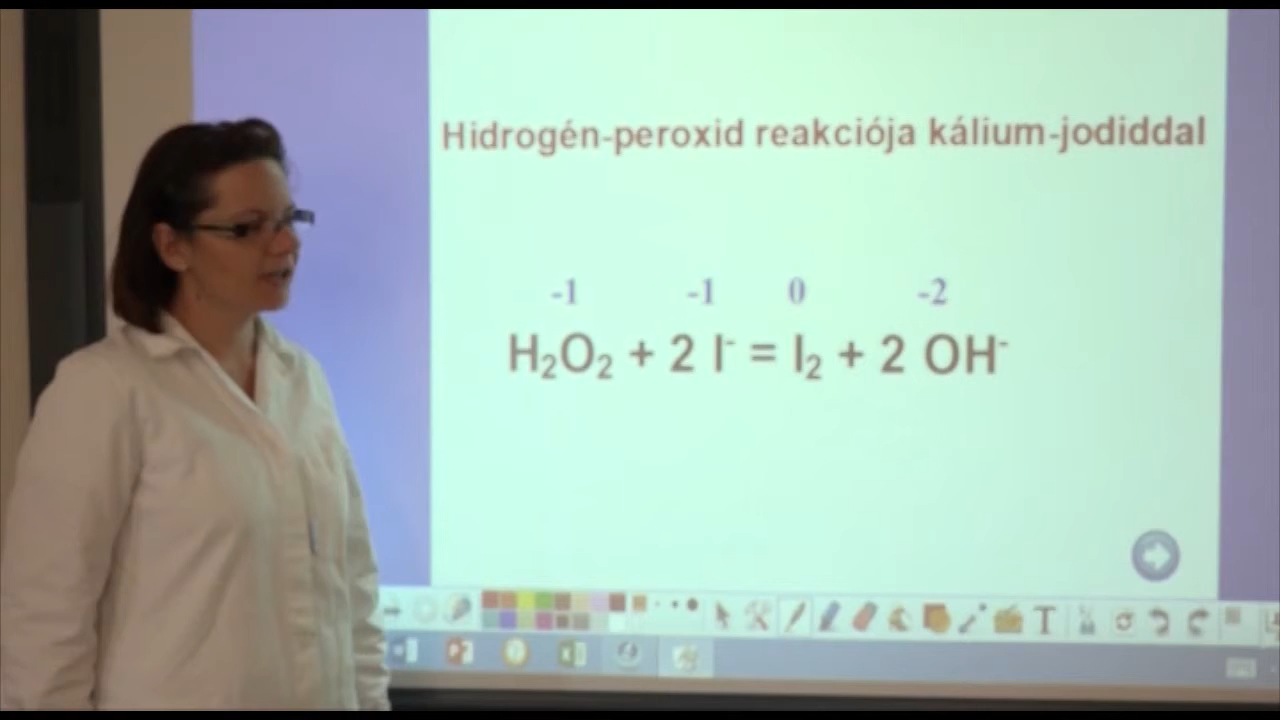 Hidrogén-peroxid reakciója kálium-jodiddal
-1 -1 0 -2
H₂O₂ + 2 I⁻ = I₂ + 2 OH⁻
T